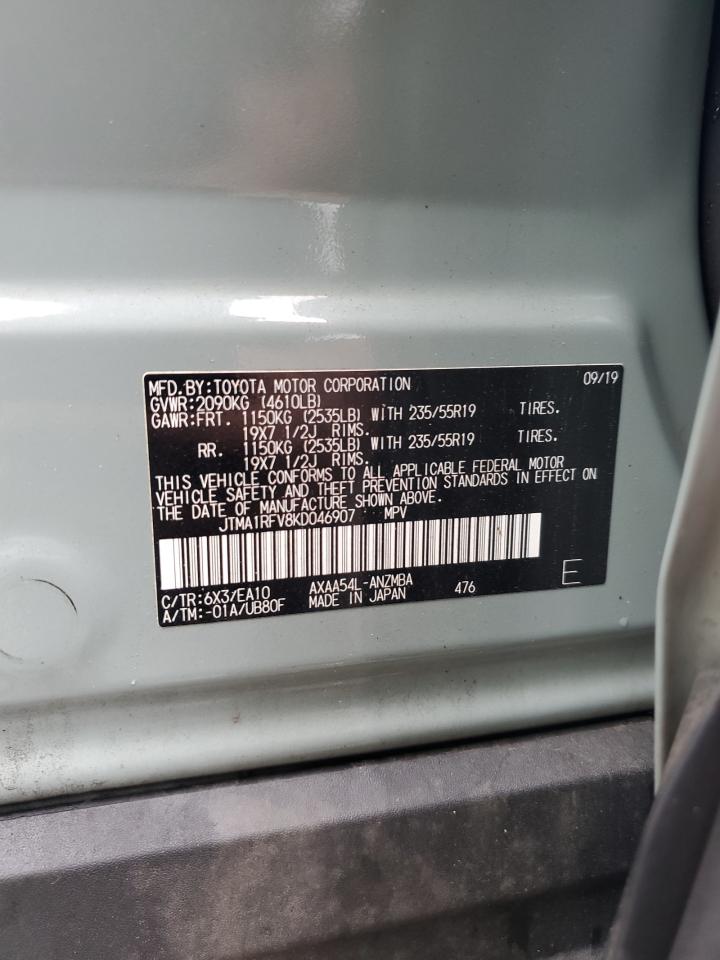 MFD.BY:TOYOTA MOTOR CORPORATION 09/19
GVWR:2090KG (4610LB)
GAWR:FRT. 1150KG (2535LB) WITH 235/55R19 TIRES.
19X7 1/2J RIMS.
RR. 1150KG (2535LB) WITH 235/55R19 TIRES.
19X7 1/2J RIMS.
THIS VEHICLE CONFORMS TO ALL APPLICABLE FEDERAL MOTOR
VEHICLE SAFETY AND THEFT PREVENTION STANDARDS IN EFFECT ON
THE DATE OF MANUFACTURE SHOWN ABOVE.
JTMA1RFV8KD046907 MPV
C/TR:6X3/EA10 AXAA54L-ANZMBA 476 E
A/TM:-01A/UB80F MADE IN JAPAN